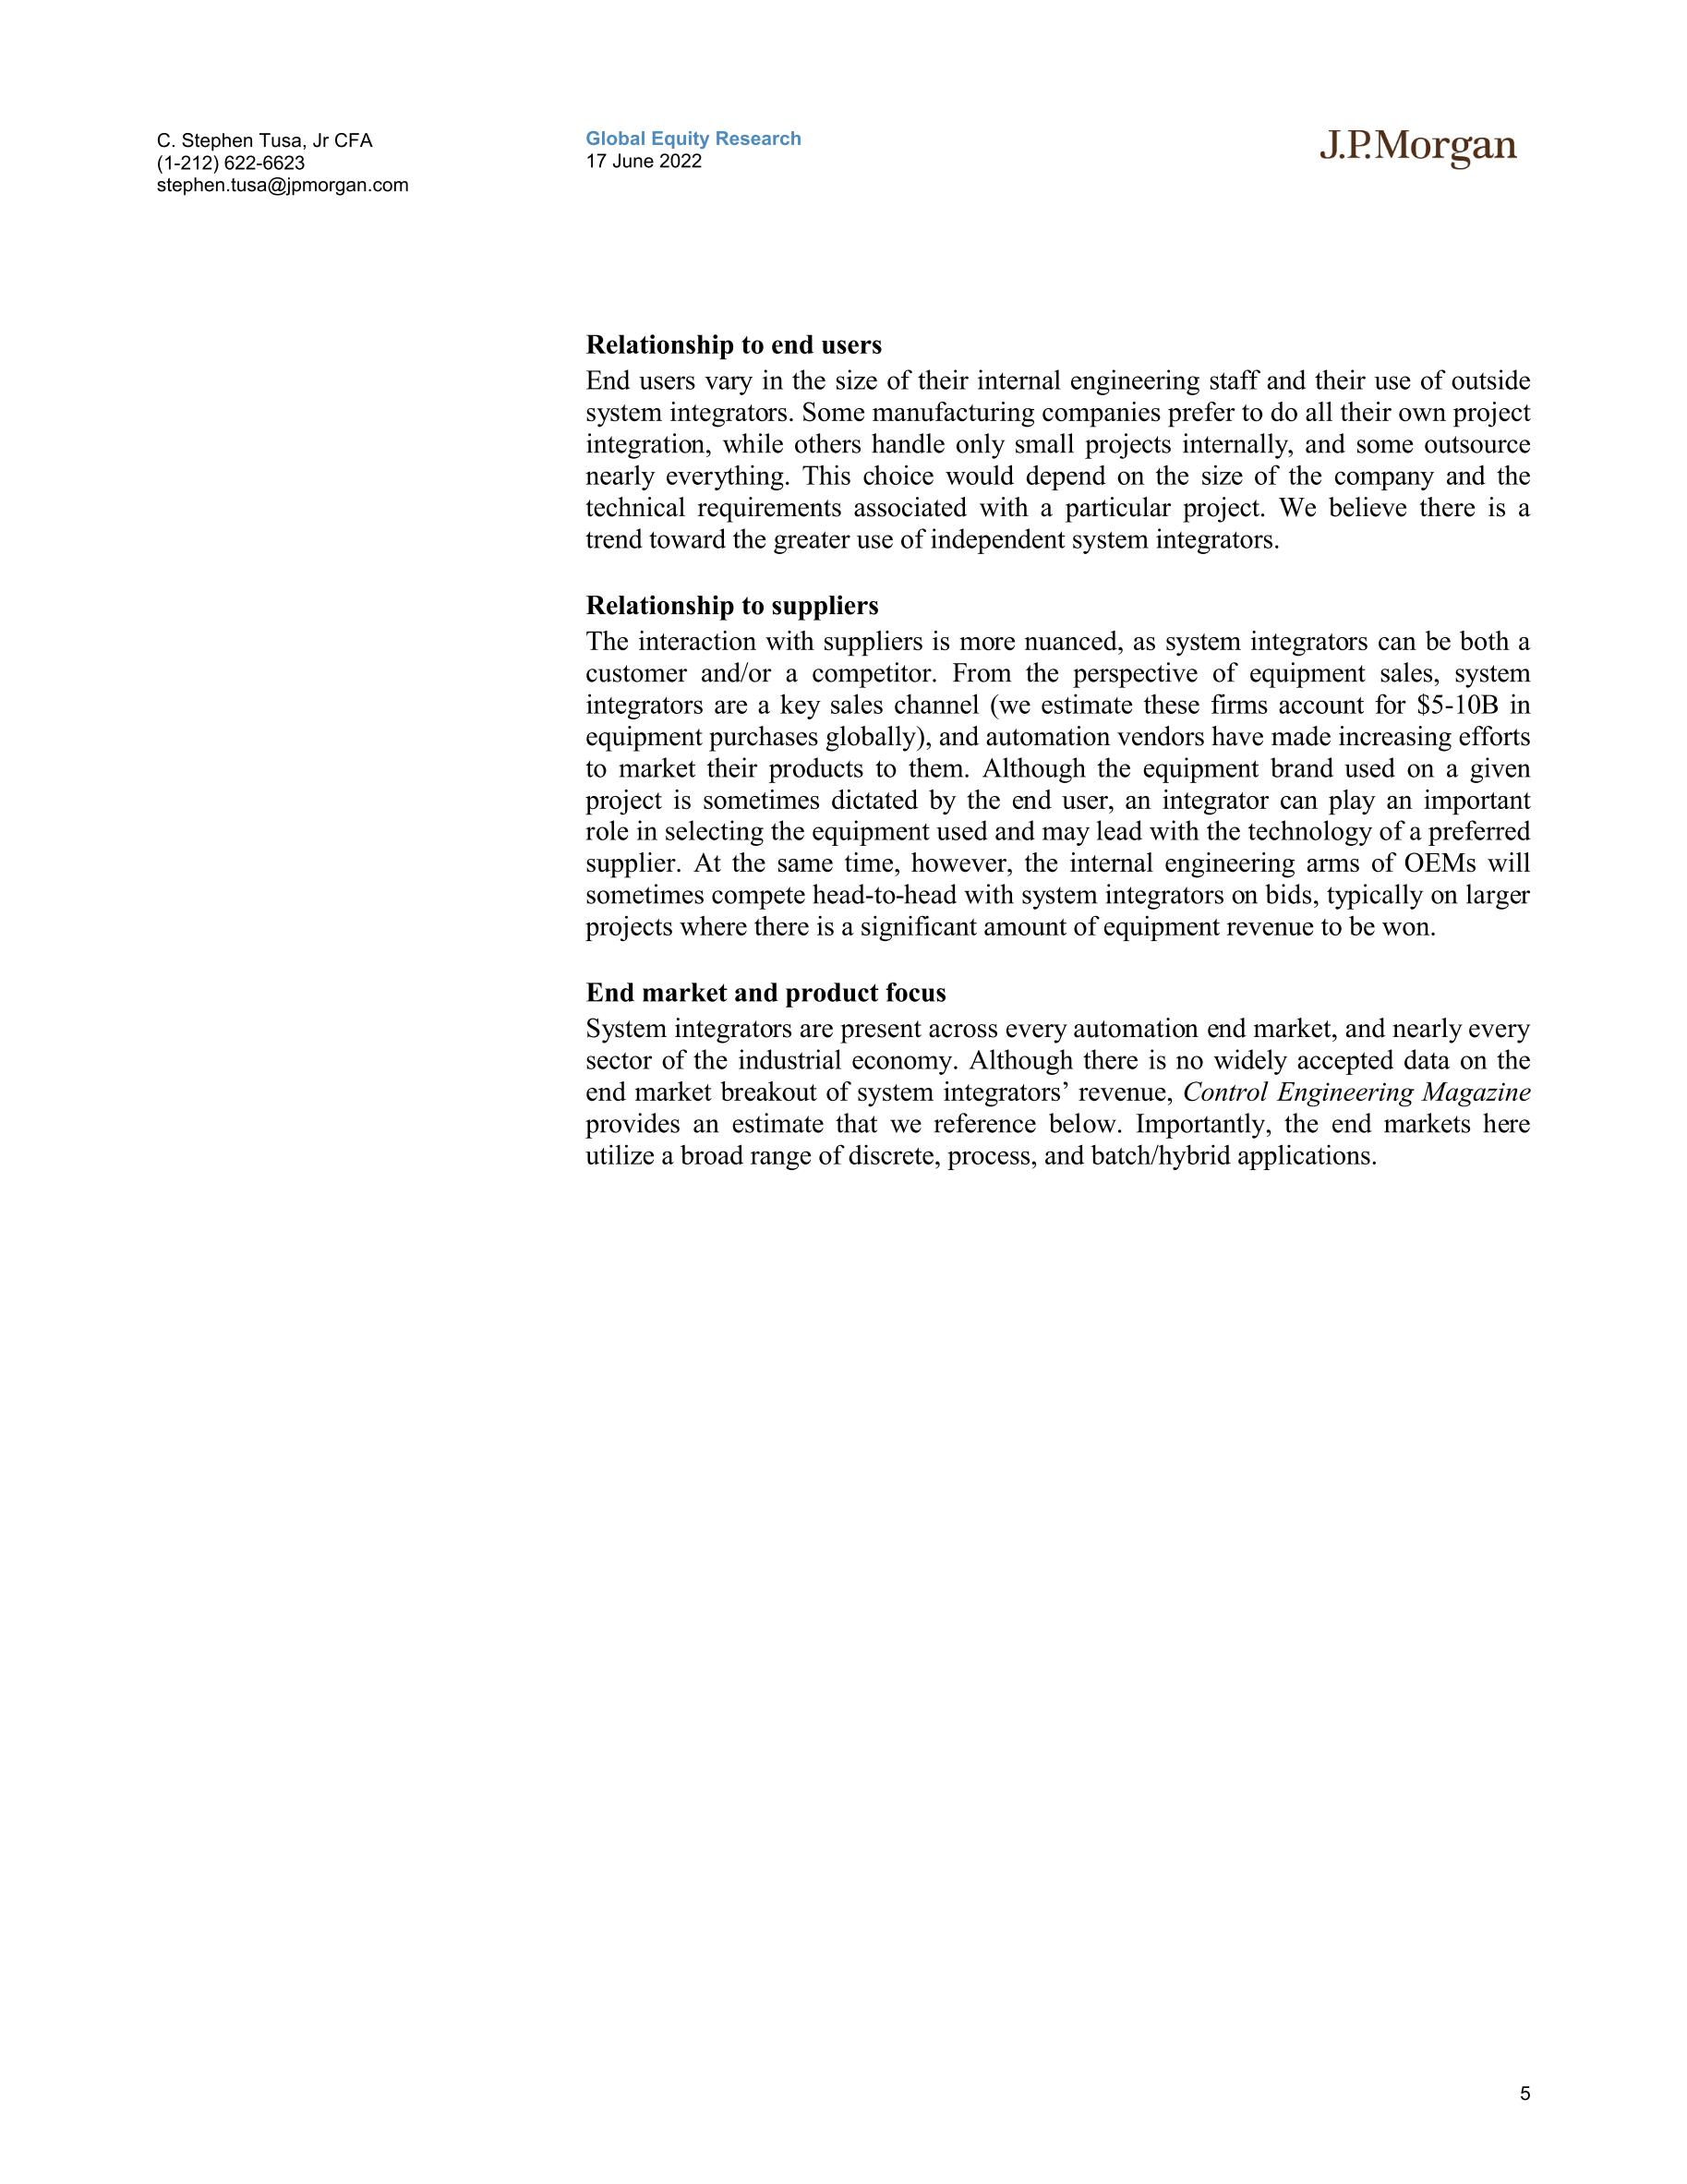 C. Stephen Tusa, Jr CFA
(1-212) 622-6623
stephen.tusa@jpmorgan.com
Global Equity Research
17 June 2022
J.P.Morgan
Relationship to end users
End users vary in the size of their internal engineering staff and their use of outside
system integrators. Some manufacturing companies prefer to do all their own project
integration, while others handle only small projects internally, and some outsource
nearly everything. This choice would depend on the size of the company and the
technical requirements associated with a particular project. We believe there is a
trend toward the greater use of independent system integrators.
Relationship to suppliers
The interaction with suppliers is more nuanced, as system integrators can be both a
customer and/or a competitor. From the perspective of equipment sales, system
integrators are a key sales channel (we estimate these firms account for $5-10B in
equipment purchases globally), and automation vendors have made increasing efforts
to market their products to them. Although the equipment brand used on a given
project is sometimes dictated by the end user, an integrator can play an important
role in selecting the equipment used and may lead with the technology of a preferred
supplier. At the same time, however, the internal engineering arms of OEMs will
sometimes compete head-to-head with system integrators on bids, typically on larger
projects where there is a significant amount of equipment revenue to be won.
End market and product focus
System integrators are present across every automation end market, and nearly every
sector of the industrial economy. Although there is no widely accepted data on the
end market breakout of system integrators’ revenue, Control Engineering Magazine
provides an estimate that we reference below. Importantly, the end markets here
utilize a broad range of discrete, process, and batch/hybrid applications.
5